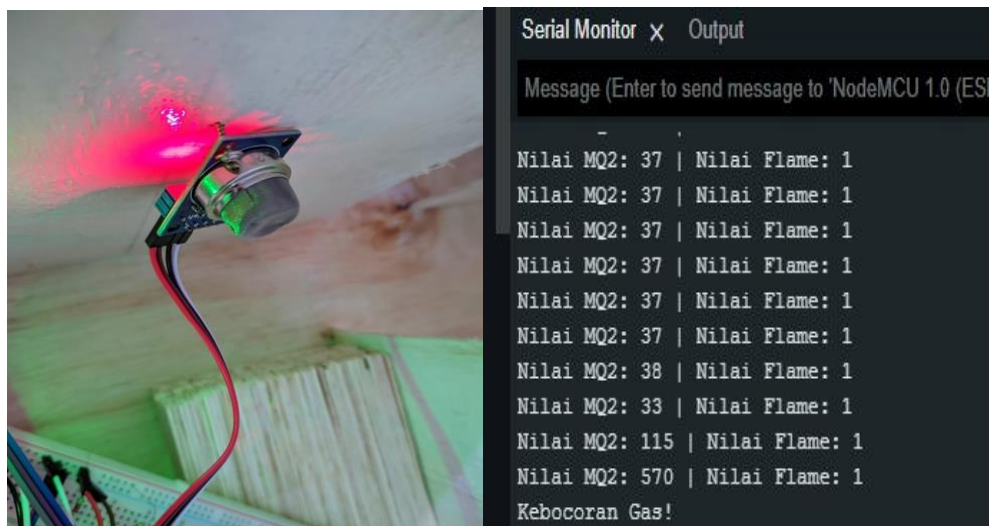 Serial Monitor X Output
Message (Enter to send message to 'NodeMCU 1.0 (ESI
Nilai MQ2: 37 | Nilai Flame: 1
Nilai MQ2: 37 | Nilai Flame: 1
Nilai MQ2: 37 | Nilai Flame: 1
Nilai MQ2: 37 | Nilai Flame: 1
Nilai MQ2: 37 | Nilai Flame: 1
Nilai MQ2: 37 | Nilai Flame: 1
Nilai MQ2: 38 | Nilai Flame: 1
Nilai MQ2: 33 | Nilai Flame: 1
Nilai MQ2: 115 | Nilai Flame: 1
Nilai MQ2: 570 | Nilai Flame: 1
Kebocoran Gas!